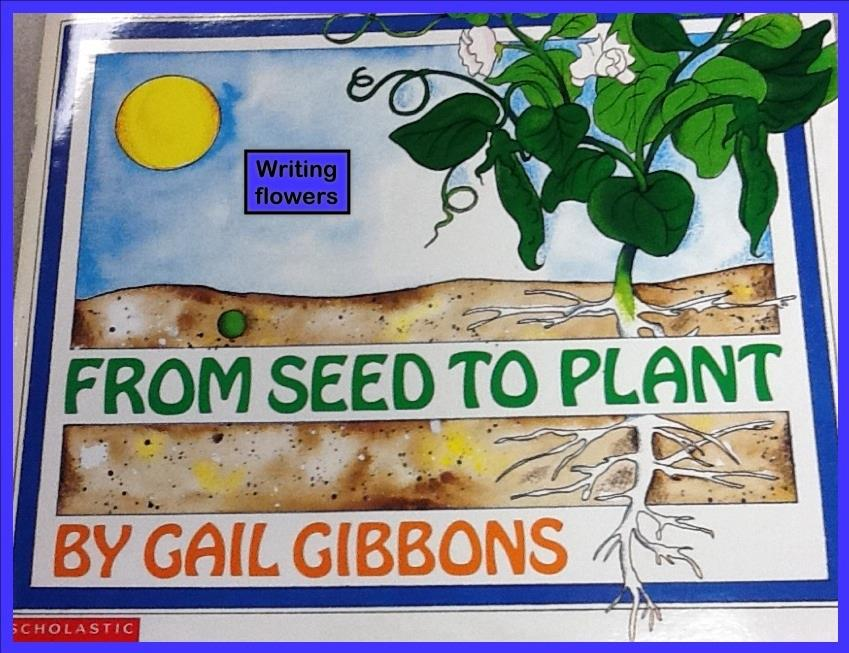 Writing
flowers
FROM SEED TO PLANT
BY GAIL GIBBONS
SCHOLASTIC